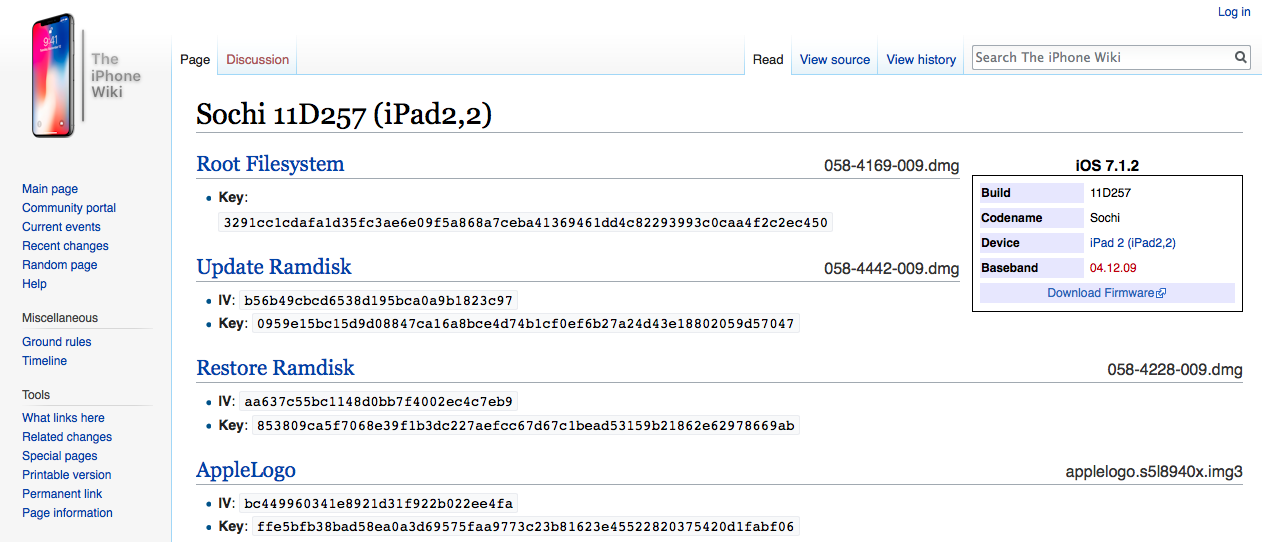 Log in
9:41
The
iPhone
Wiki
Page
Discussion
Read
View source
View history
Search The iPhone Wiki
Sochi 11D257 (iPad2,2)
Root Filesystem
058-4169-009.dmg
Key:
3291cc1cdafa1d35fc3ae6e09f5a868a7ceba41369461dd4c82293993c0caa4f2c2ec450
Update Ramdisk
058-4442-009.dmg
IV: b56b49cbcd6538d195bca0a9b1823c97
Key: 0959e15bc15d9d08847ca16a8bce4d74b1cf0ef6b27a24d43e18802059d57047
Restore Ramdisk
058-4228-009.dmg
IV: aa637c55bc1148d0bb7f4002ec4c7eb9
Key: 853809ca5f7068e39f1b3dc227aefcc67d67c1bead53159b21862e62978669ab
AppleLogo
applelogo.s5l8940x.img3
IV: bc449960341e8921d31f922b022ee4fa
Key: ffe5bfb38bad58ea0a3d69575faa9773c23b81623e45522820375420d1fabf06
iOS 7.1.2
Build 11D257
Codename Sochi
Device iPad 2 (iPad2,2)
Baseband 04.12.09
Download Firmware
Main page
Community portal
Current events
Recent changes
Random page
Help
Miscellaneous
Ground rules
Timeline
Tools
What links here
Related changes
Special pages
Printable version
Permanent link
Page information